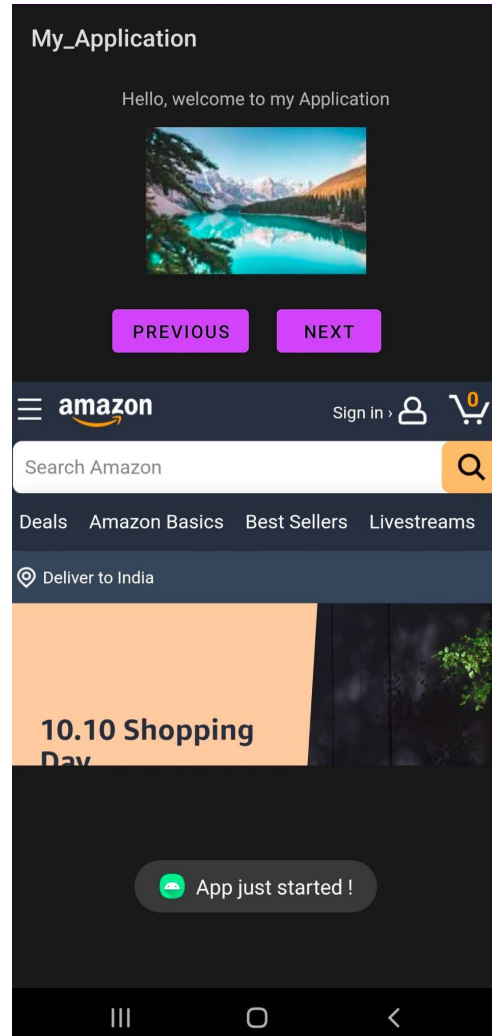 My_Application
Hello, welcome to my Application
PREVIOUS NEXT
amazon Sign in › 0
Search Amazon
Deals Amazon Basics Best Sellers Livestreams
Deliver to India
10.10 Shopping
Day
App just started !